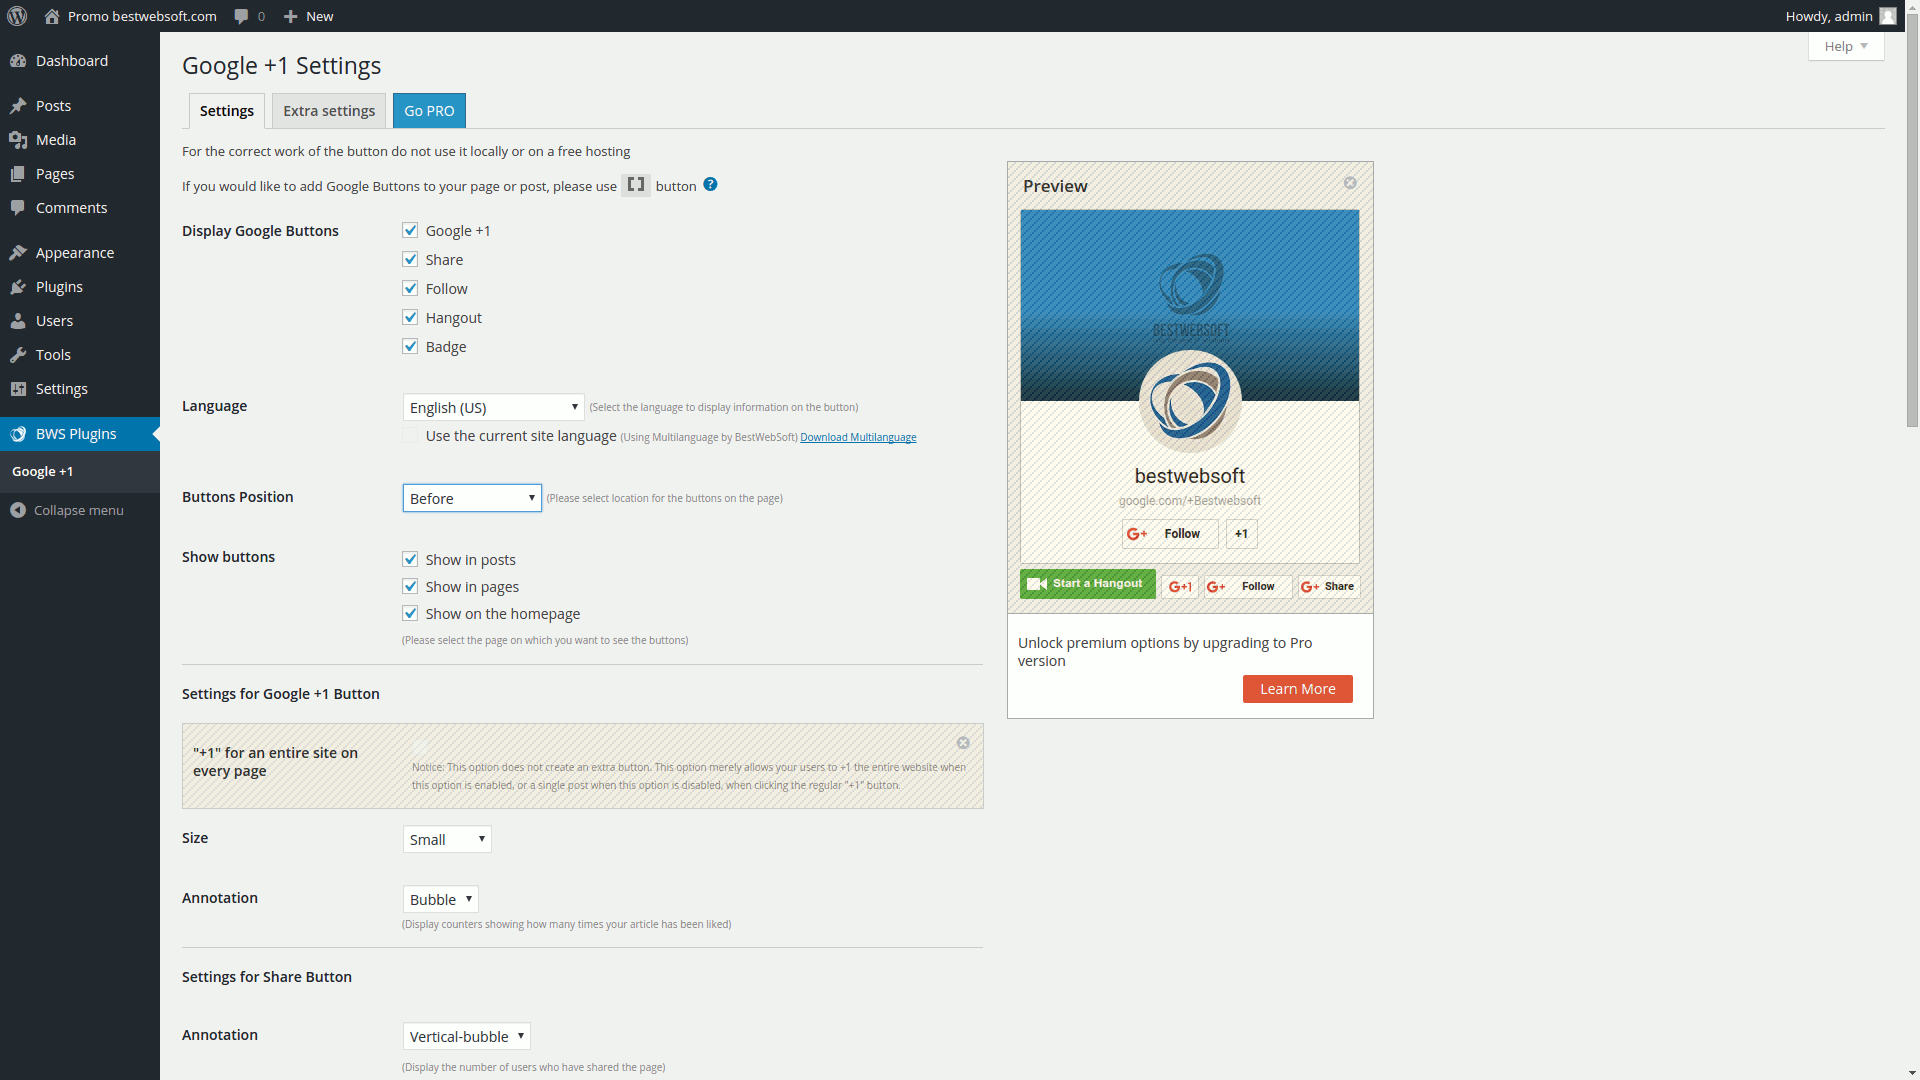 Promo bestwebsoft.com 0 New Howdy, admin
Help
Dashboard
Posts
Media
Pages
Comments
Appearance
Plugins
Users
Tools
Settings
BWS Plugins
Google +1
Collapse menu
Google +1 Settings
Settings Extra settings Go PRO
For the correct work of the button do not use it locally or on a free hosting
If you would like to add Google Buttons to your page or post, please use [ ] button ?
Display Google Buttons
Google +1
Share
Follow
Hangout
Badge
Language
English (US) (Select the language to display information on the button)
Use the current site language (Using Multilanguage by BestWebSoft) Download Multilanguage
Buttons Position
Before (Please select location for the buttons on the page)
Show buttons
Show in posts
Show in pages
Show on the homepage
(Please select the page on which you want to see the buttons)
Settings for Google +1 Button
"+1" for an entire site on
every page
Notice: This option does not create an extra button. This option merely allows your users to +1 the entire website when
this option is enabled, or a single post when this option is disabled, when clicking the regular "+1" button.
Size
Small
Annotation
Bubble
(Display counters showing how many times your article has been liked)
Settings for Share Button
Annotation
Vertical-bubble
(Display the number of users who have shared the page)
Preview
BESTWEBSOFT
bestwebsoft
google.com/+Bestwebsoft
G+ Follow +1
Start a Hangout G+1 G+ Follow G+ Share
Unlock premium options by upgrading to Pro
version
Learn More